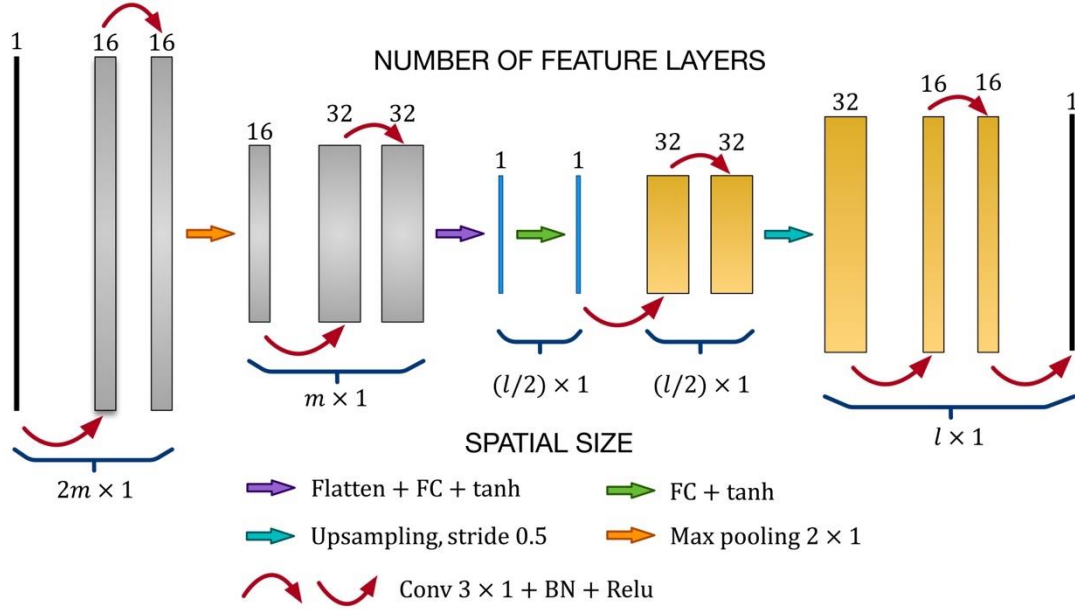 1 16 16
NUMBER OF FEATURE LAYERS
16 32 32
1 1
32 32
32 16 16 1
2m × 1
m × 1
(l/2) × 1
(l/2) × 1
l × 1
SPATIAL SIZE
Flatten + FC + tanh
FC + tanh
Upsampling, stride 0.5
Max pooling 2 × 1
Conv 3 × 1 + BN + Relu